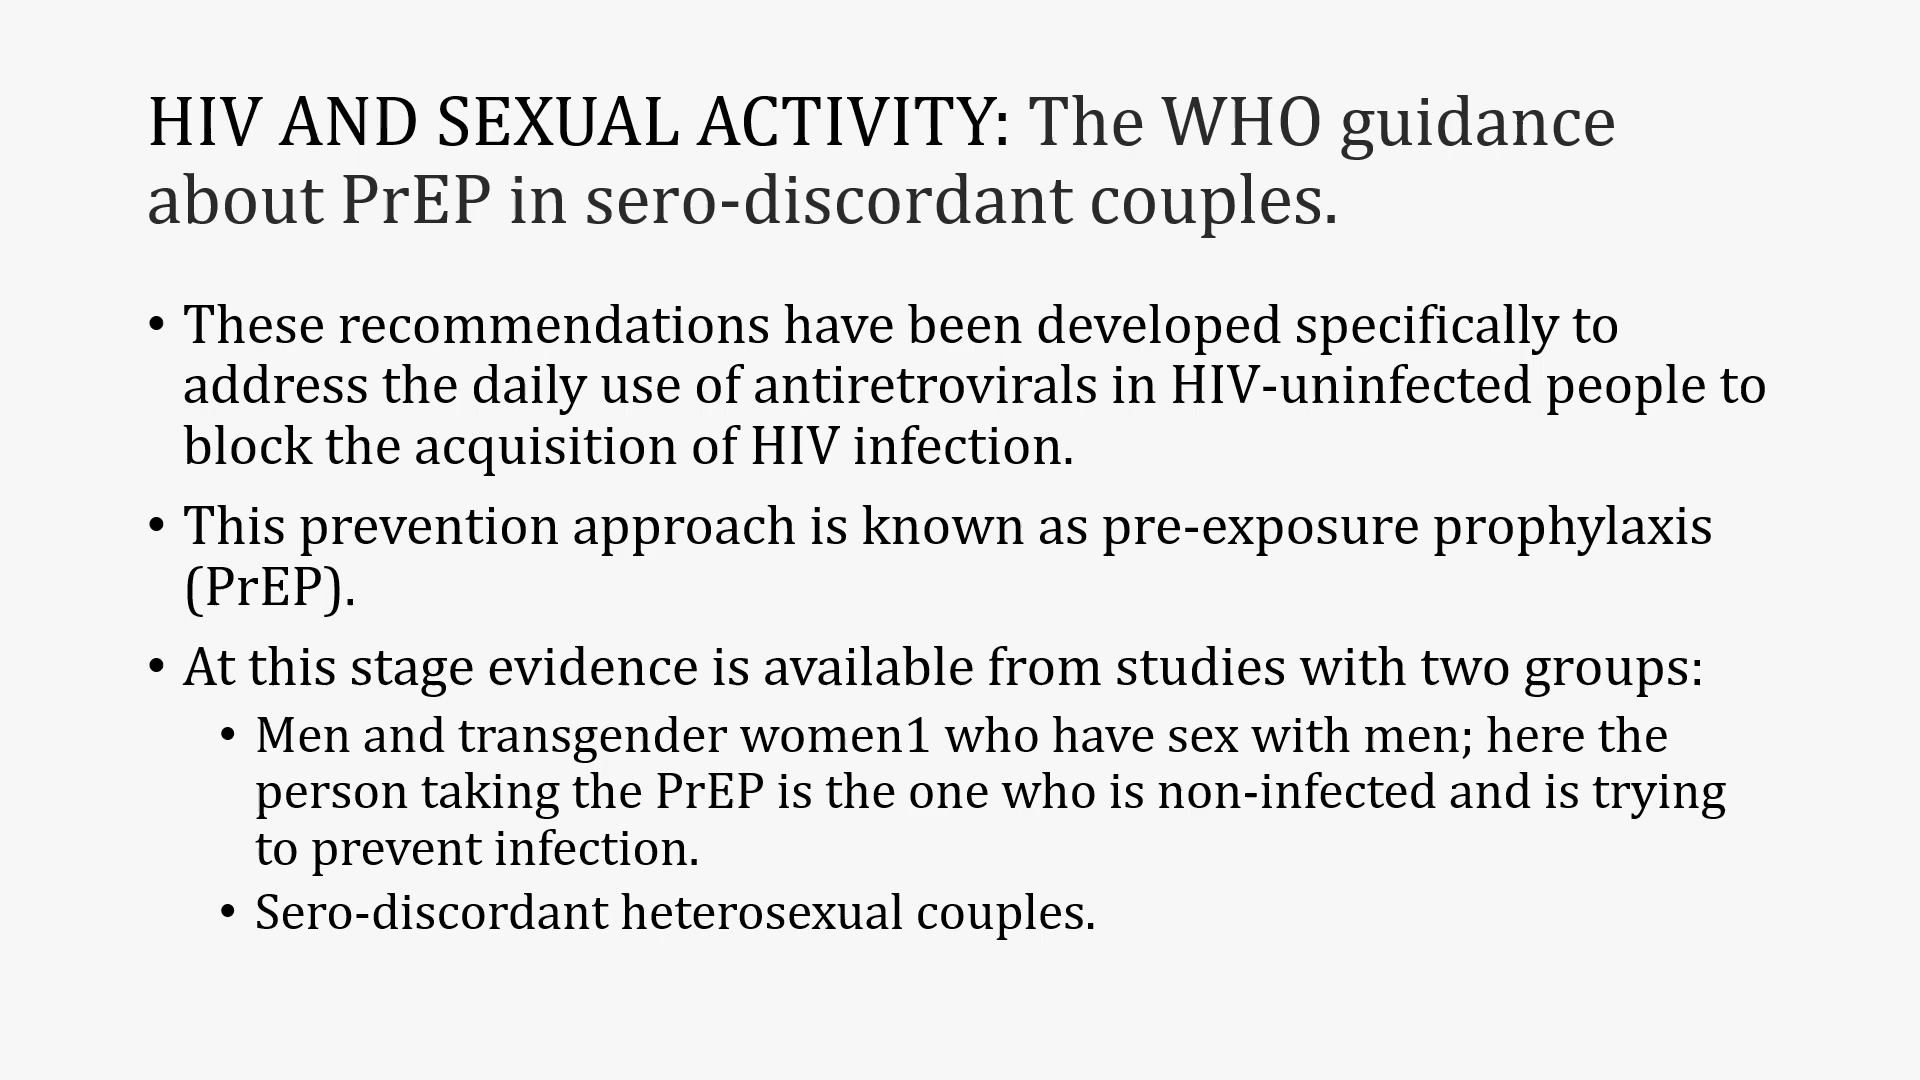 HIV AND SEXUAL ACTIVITY: The WHO guidance
about PrEP in sero-discordant couples.
• These recommendations have been developed specifically to
address the daily use of antiretrovirals in HIV-uninfected people to
block the acquisition of HIV infection.
• This prevention approach is known as pre-exposure prophylaxis
(PrEP).
• At this stage evidence is available from studies with two groups:
• Men and transgender women1 who have sex with men; here the
person taking the PrEP is the one who is non-infected and is trying
to prevent infection.
• Sero-discordant heterosexual couples.